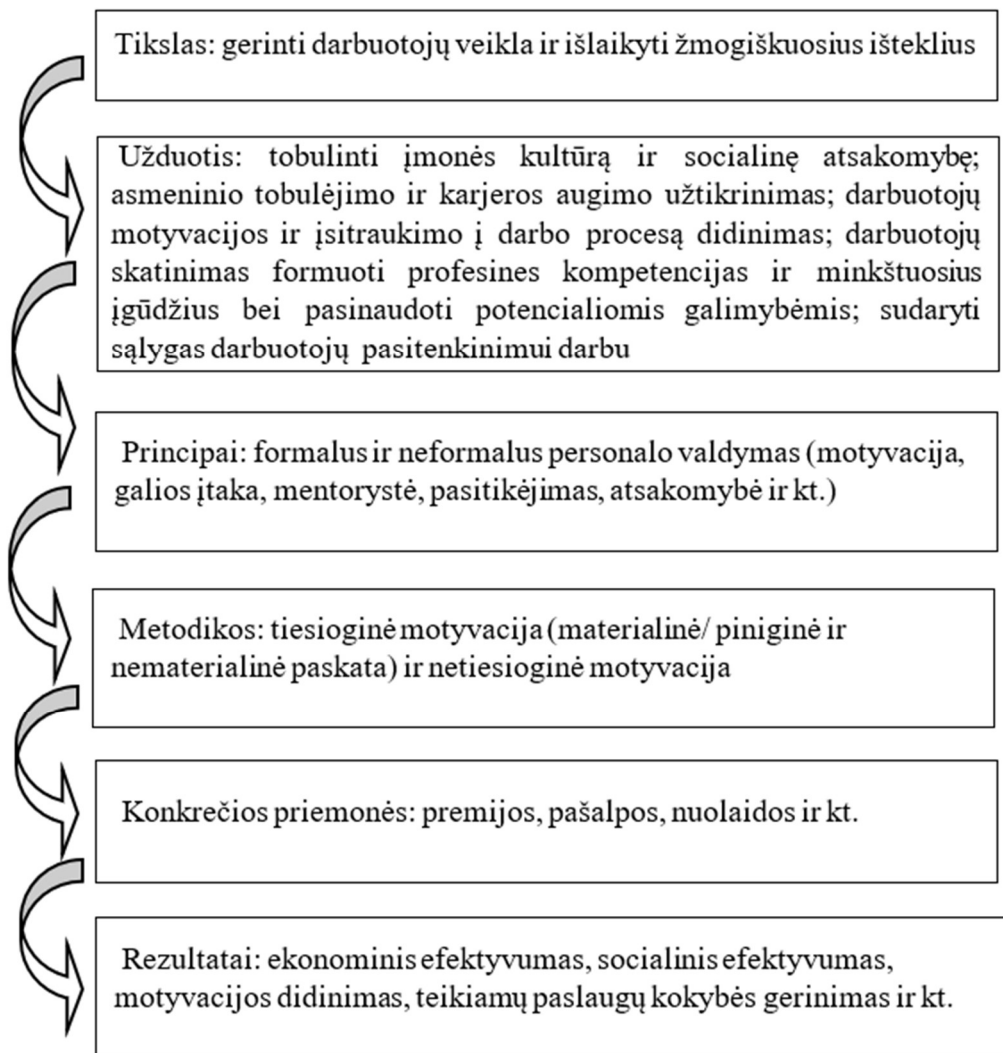 Tikslas: gerinti darbuotojų veikla ir išlaikyti žmogiškuosius išteklius
Užduotis: tobulinti įmonės kultūrą ir socialinę atsakomybę;
asmeninio tobulėjimo ir karjeros augimo užtikrinimas; darbuotojų
motyvacijos ir įsitraukimo į darbo procesą didinimas; darbuotojų
skatinimas formuoti profesines kompetencijas ir minkštuosius
įgūdžius bei pasinaudoti potencialiomis galimybėmis; sudaryti
sąlygas darbuotojų pasitenkinimui darbu
Principai: formalus ir neformalus personalo valdymas (motyvacija,
galios įtaka, mentorystė, pasitikėjimas, atsakomybė ir kt.)
Metodikos: tiesioginė motyvacija (materialinė/ piniginė ir
nematerialinė paskata) ir netiesioginė motyvacija
Konkrečios priemonės: premijos, pašalpos, nuolaidos ir kt.
Rezultatai: ekonominis efektyvumas, socialinis efektyvumas,
motyvacijos didinimas, teikiamų paslaugų kokybės gerinimas ir kt.